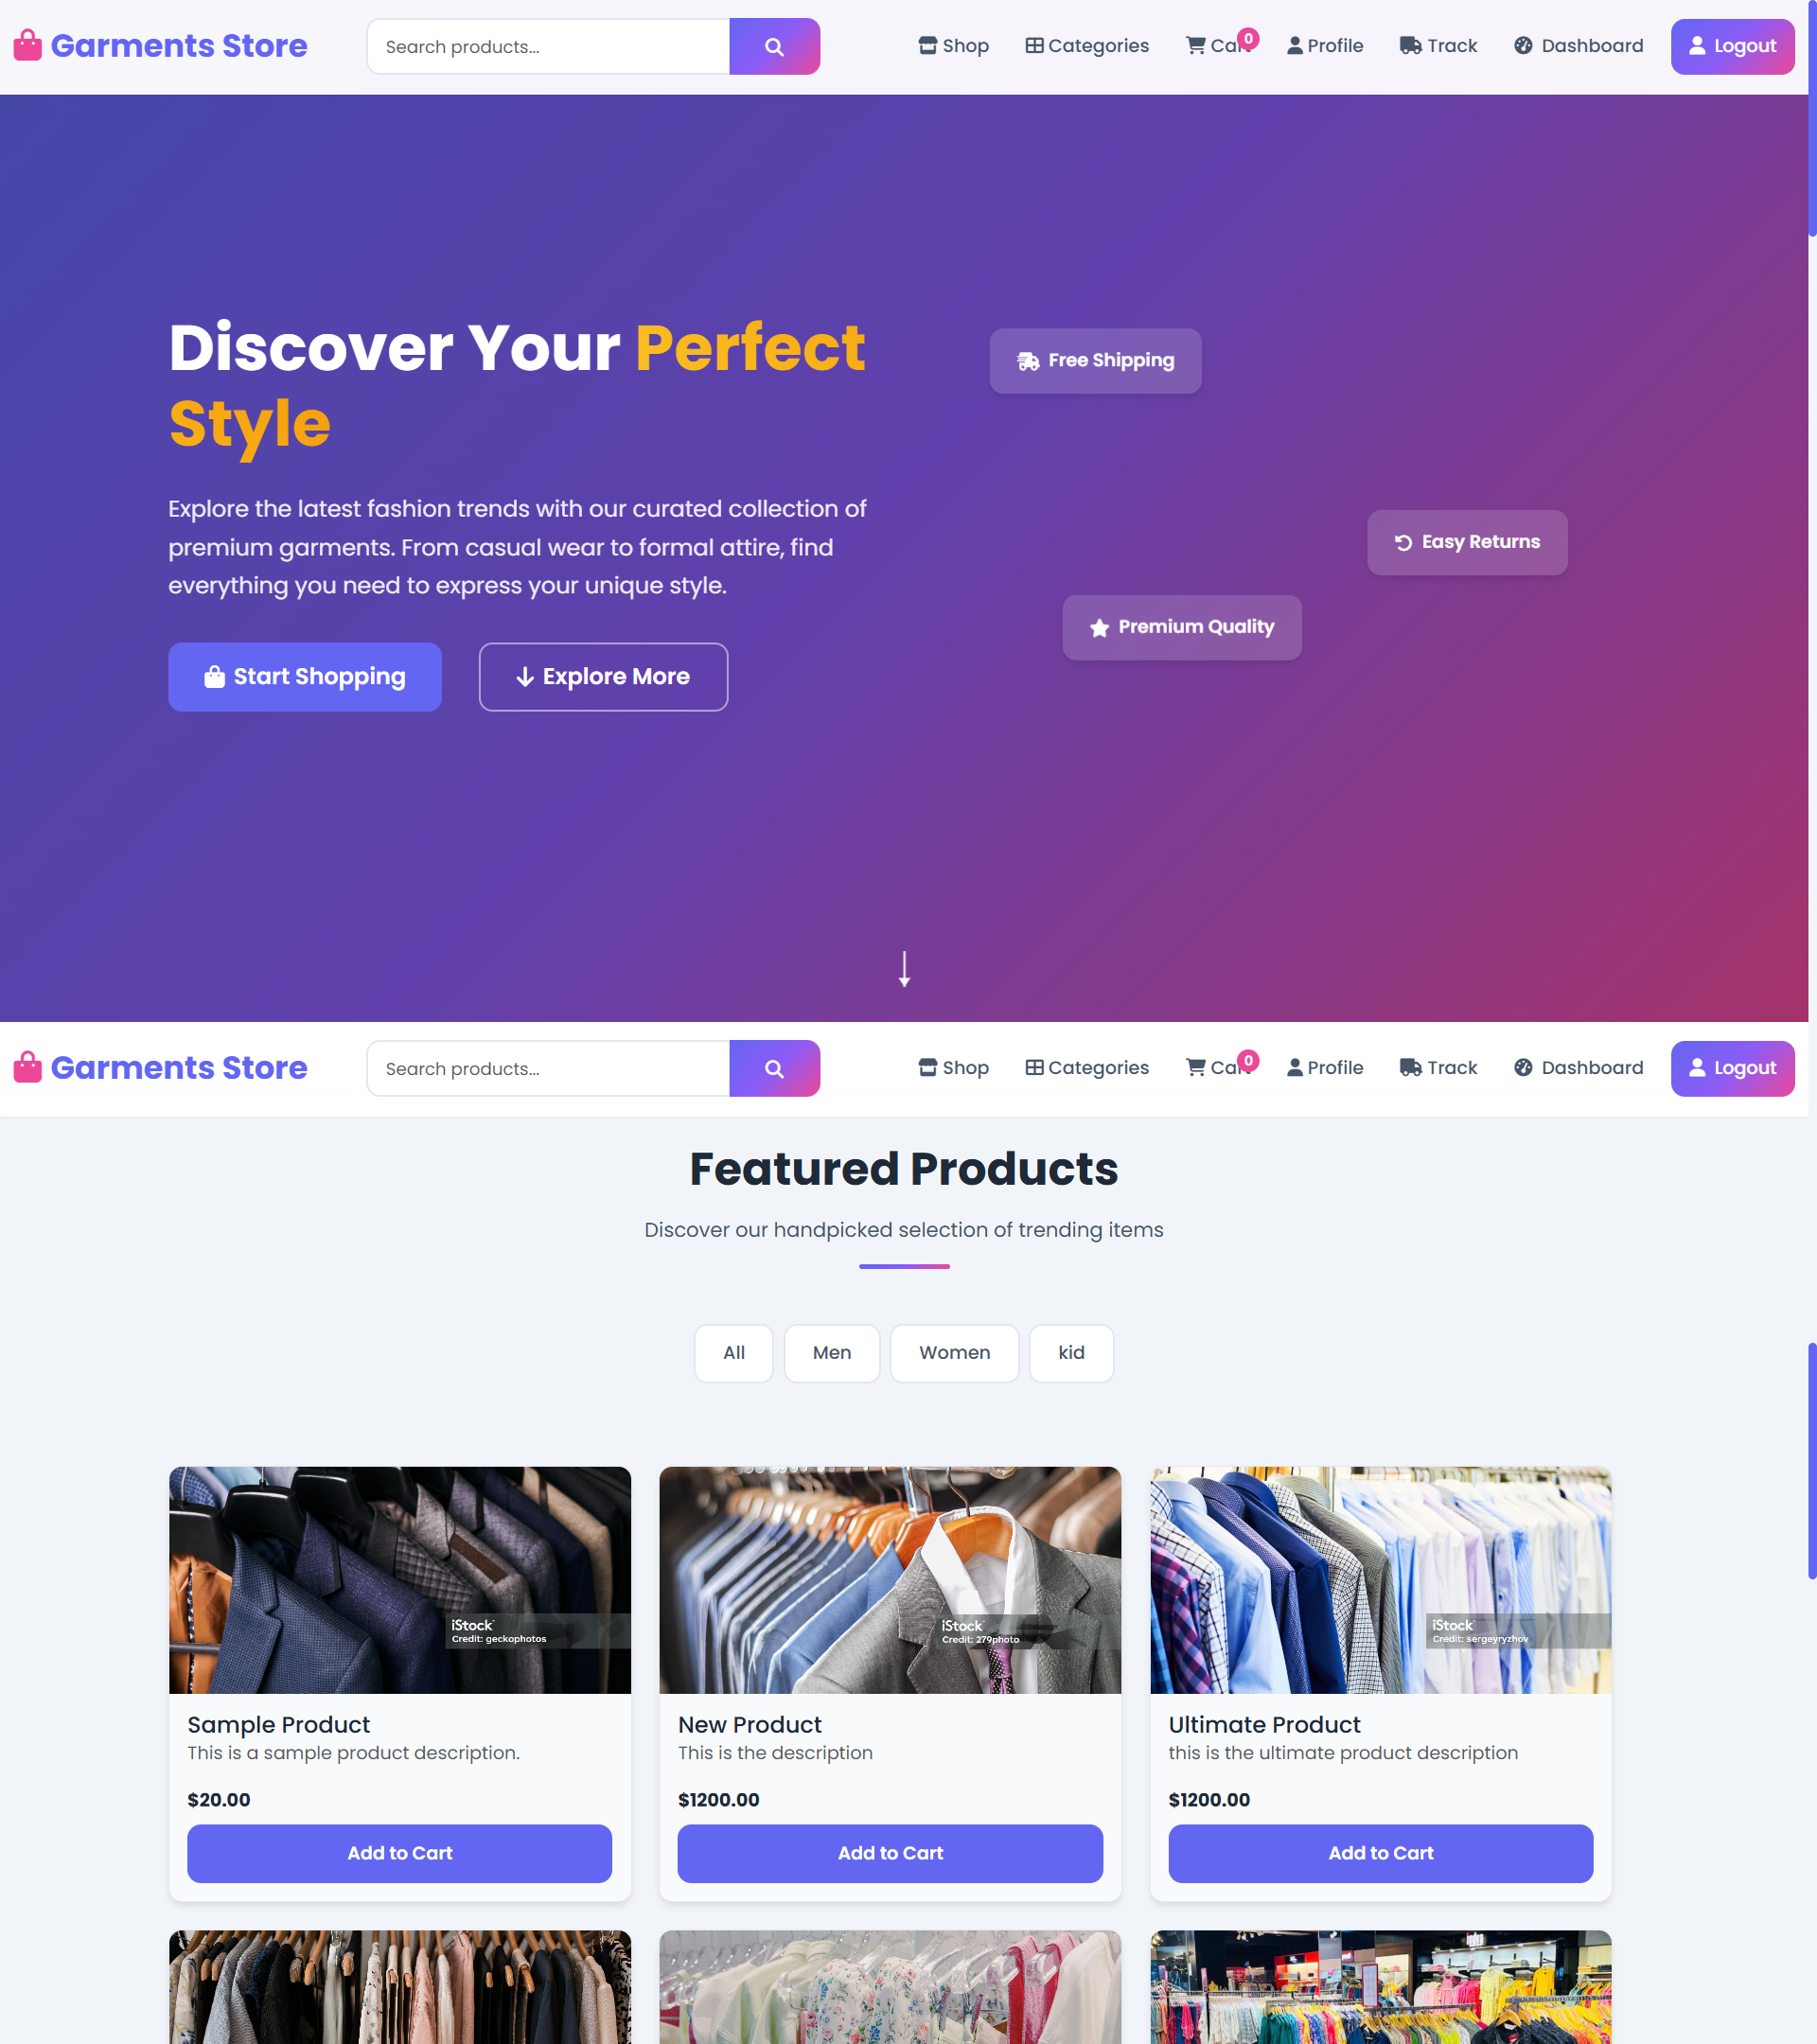 Garments Store
Search products...
Shop
Categories
Cart
0
Profile
Track
Dashboard
Logout
Discover Your Perfect
Style
Free Shipping
Explore the latest fashion trends with our curated collection of
premium garments. From casual wear to formal attire, find
everything you need to express your unique style.
Easy Returns
Premium Quality
Start Shopping
Explore More
Garments Store
Search products...
Shop
Categories
Cart
0
Profile
Track
Dashboard
Logout
Featured Products
Discover our handpicked selection of trending items
All
Men
Women
kid
iStock
Credit: geckophotos
iStock
Credit: 279photo
iStock
Credit: sergeyryzhov
Sample Product
This is a sample product description.
$20.00
Add to Cart
New Product
This is the description
$1200.00
Add to Cart
Ultimate Product
this is the ultimate product description
$1200.00
Add to Cart